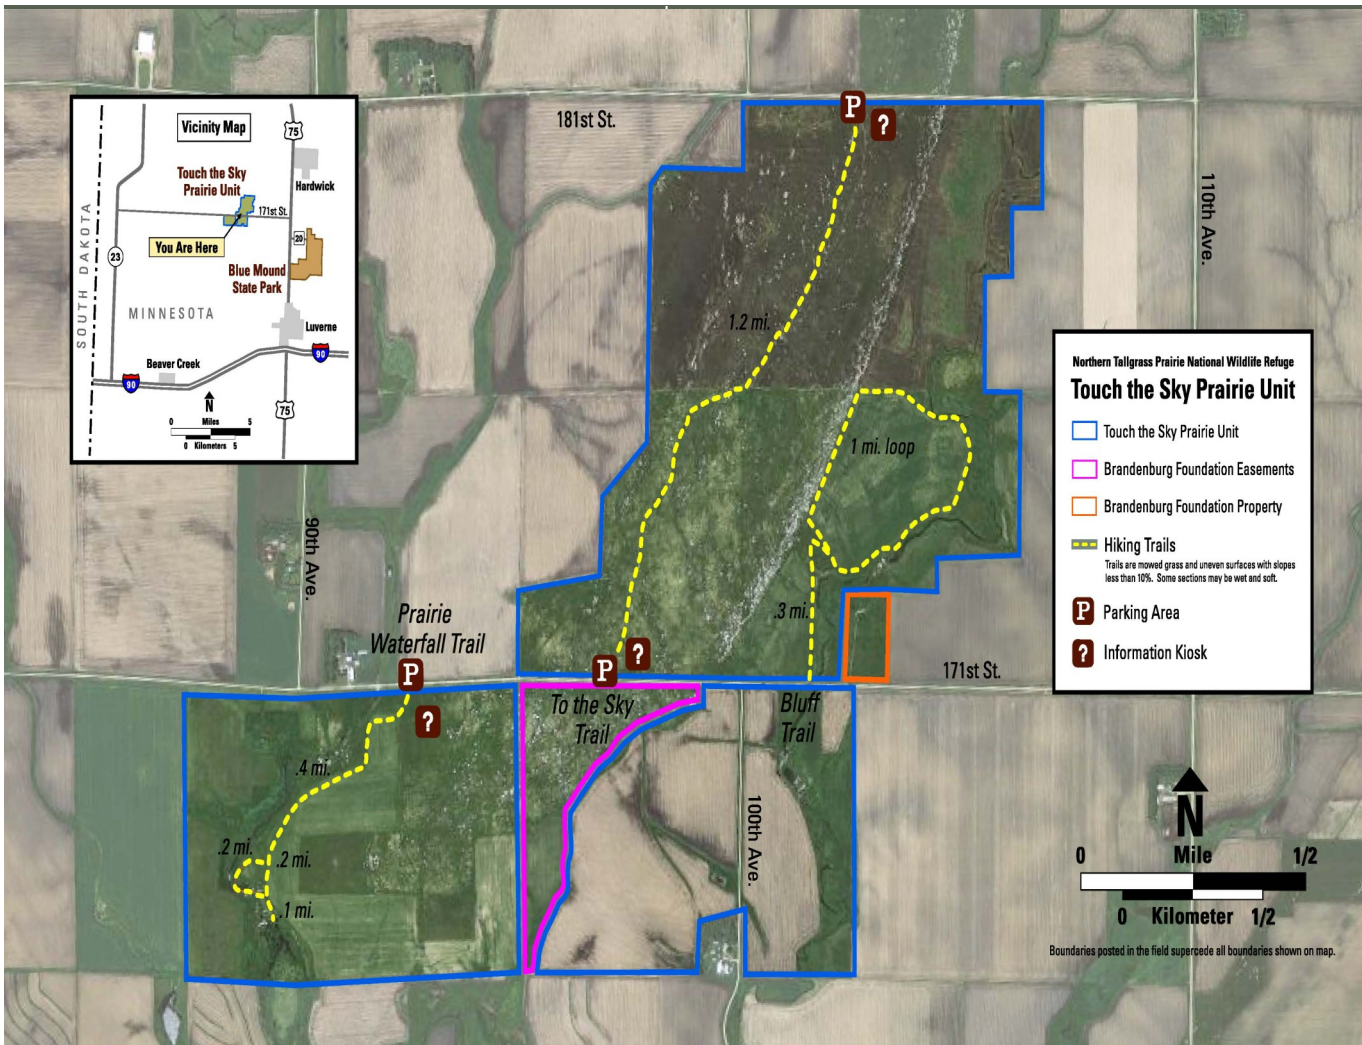 Vicinity Map
75
Hardwick
Touch the Sky
Prairie Unit
171st St.
You Are Here
20
23
Blue Mound
State Park
SOUTH DAKOTA
MINNESOTA
Luverne
90
Beaver Creek
90
75
N
0 Miles 5
0 Kilometers 5
181st St.
P
?
110th Ave.
1.2 mi.
1 mi. loop
90th Ave.
.3 mi.
Prairie
Waterfall Trail
P
?
P
?
171st St.
To the Sky
Trail
Bluff
Trail
.4 mi.
100th Ave.
.2 mi.
.2 mi.
.1 mi.
Northern Tallgrass Prairie National Wildlife Refuge
Touch the Sky Prairie Unit
Touch the Sky Prairie Unit
Brandenburg Foundation Easements
Brandenburg Foundation Property
Hiking Trails
Trails are mowed grass and uneven surfaces with slopes
less than 10%. Some sections may be wet and soft.
P Parking Area
? Information Kiosk
N
0 Mile 1/2
0 Kilometer 1/2
Boundaries posted in the field supercede all boundaries shown on map.